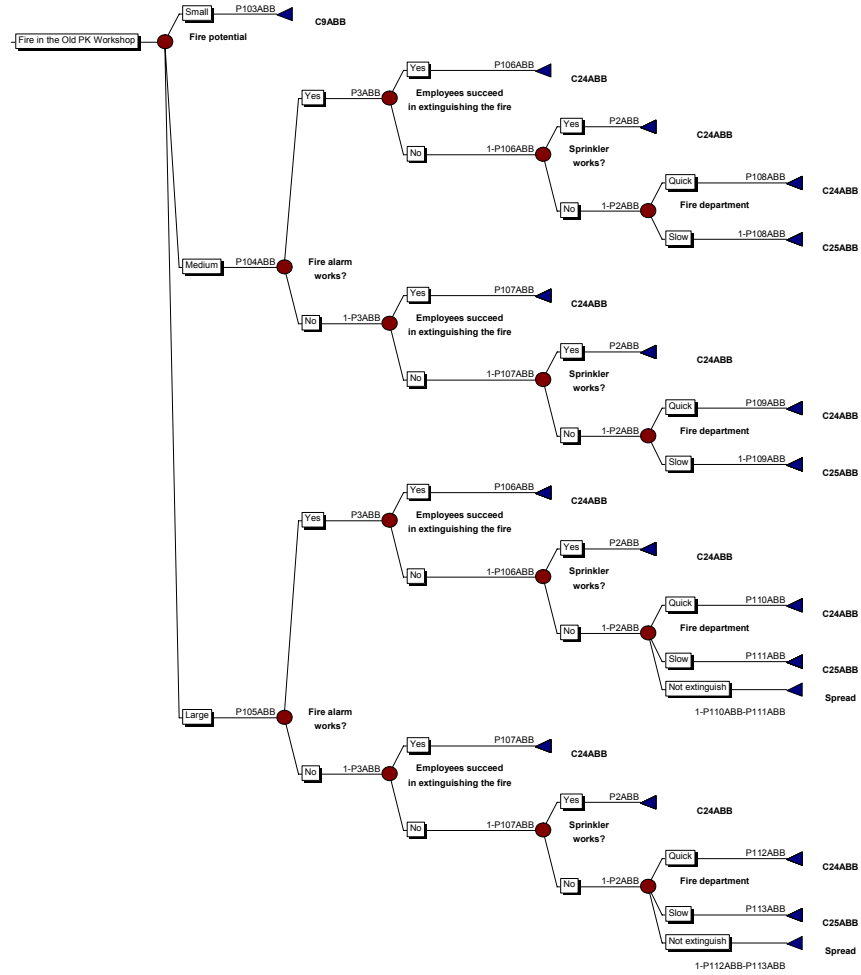 Small
P103ABB
C9ABB
Fire in the Old PK Workshop
Fire potential
Yes
P106ABB
C24ABB
Yes
P3ABB
Employees succeed
in extinguishing the fire
Yes
P2ABB
C24ABB
No
1-P106ABB
Sprinkler
works?
Quick
P108ABB
C24ABB
No
1-P2ABB
Fire department
Slow
1-P108ABB
C25ABB
Medium
P104ABB
Fire alarm
works?
Yes
P107ABB
C24ABB
No
1-P3ABB
Employees succeed
in extinguishing the fire
Yes
P2ABB
C24ABB
No
1-P107ABB
Sprinkler
works?
Quick
P109ABB
C24ABB
No
1-P2ABB
Fire department
Slow
1-P109ABB
C25ABB
Yes
P106ABB
C24ABB
Yes
P3ABB
Employees succeed
in extinguishing the fire
Yes
P2ABB
C24ABB
No
1-P106ABB
Sprinkler
works?
Quick
P110ABB
C24ABB
No
1-P2ABB
Fire department
Slow
P111ABB
C25ABB
Not extinguish
Spread
1-P110ABB-P111ABB
Large
P105ABB
Fire alarm
works?
Yes
P107ABB
C24ABB
No
1-P3ABB
Employees succeed
in extinguishing the fire
Yes
P2ABB
C24ABB
No
1-P107ABB
Sprinkler
works?
Quick
P112ABB
C24ABB
No
1-P2ABB
Fire department
Slow
P113ABB
C25ABB
Not extinguish
Spread
1-P112ABB-P113ABB